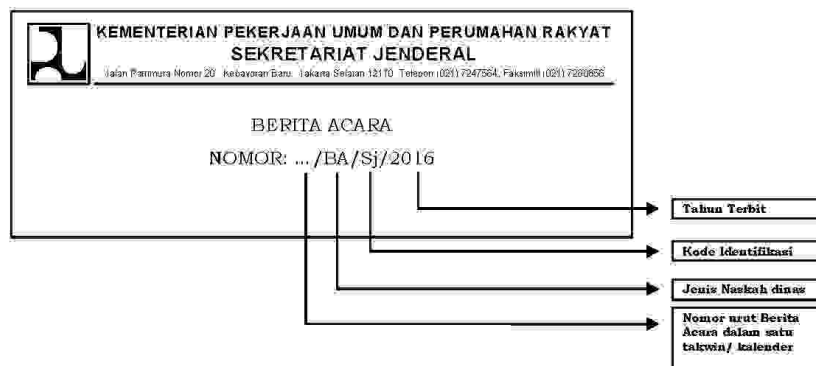 KEMENTERIAN PEKERJAAN UMUM DAN PERUMAHAN RAKYAT
SEKRETARIAT JENDERAL
Jalan Pattimura Nomor 20 Kebayoran Baru, Jakarta Selatan 12110 Telepon (021) 7247564, Faksimili (021)
BERITA ACARA
NOMOR: .../BA/Sj/2016
Tahun Terbit
Kode Identifikasi
Jenis Naskah dinas
Nomor urut Berita
Acara dalam satu
takwin/ kalender